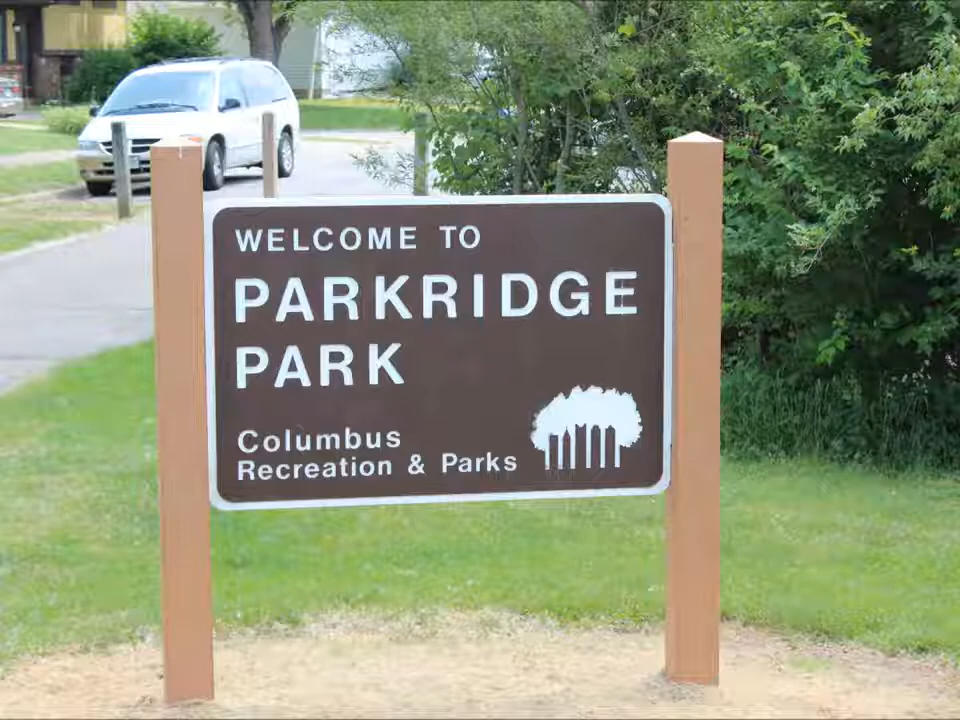 WELCOME TO
PARKRIDGE
PARK
Columbus
Recreation & Parks